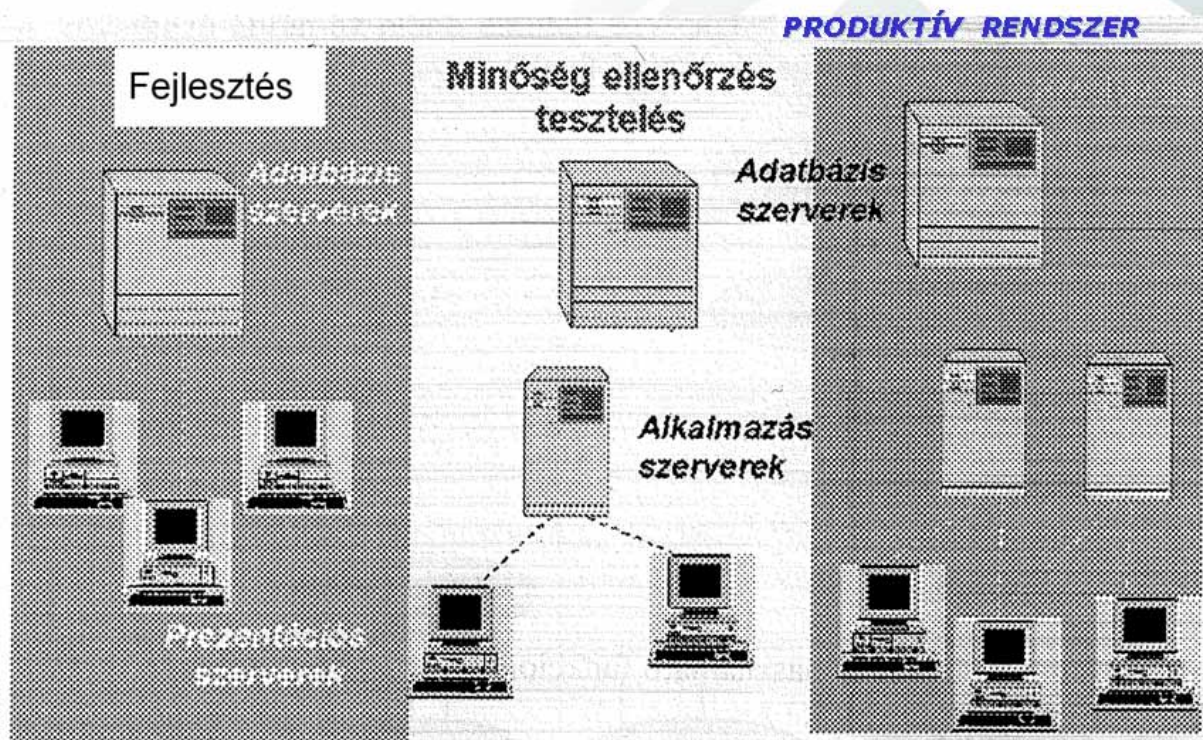 PRODUKTÍV RENDSZER
Fejlesztés
Minőség ellenőrzés
tesztelés
Adatbázis
szerverek
Adatbázis
szerverek
Alkalmazás
szerverek
Prezentációs
szerverek